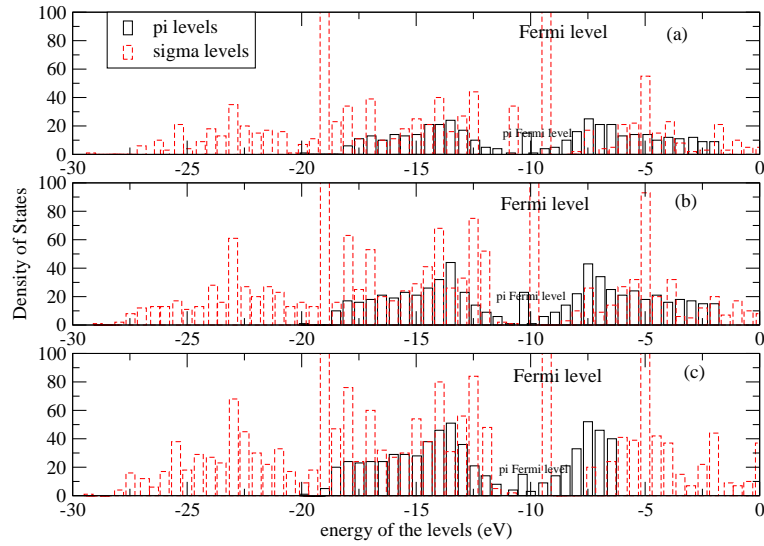 100
80
60
40
20
0
pi levels
sigma levels
Fermi level
(a)
pi Fermi level
-30 -25 -20 -15 -10 -5 0
100
80
60
40
20
0
Density of States
Fermi level
(b)
pi Fermi level
-30 -25 -20 -15 -10 -5 0
100
80
60
40
20
0
Fermi level
(c)
pi Fermi level
-30 -25 -20 -15 -10 -5 0
energy of the levels (eV)